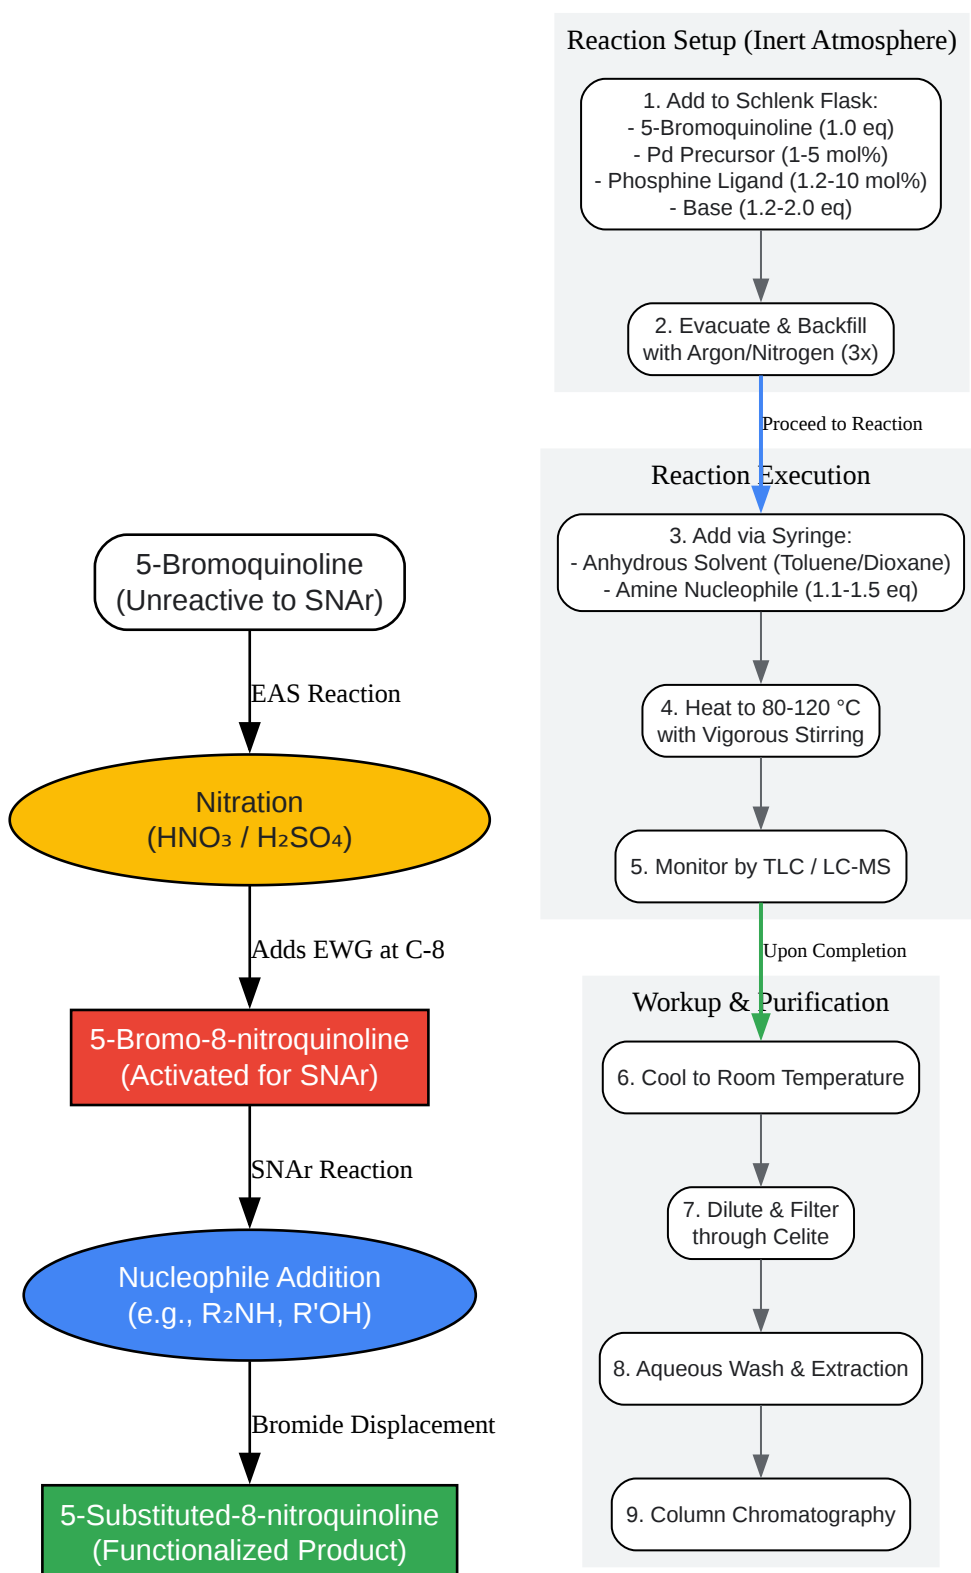 5-Bromoquinoline
(Unreactive to SNAr)
EAS Reaction
Nitration
(HNO₃ / H₂SO₄)
Adds EWG at C-8
5-Bromo-8-nitroquinoline
(Activated for SNAr)
SNAr Reaction
Nucleophile Addition
(e.g., R₂NH, R'OH)
Bromide Displacement
5-Substituted-8-nitroquinoline
(Functionalized Product)
Reaction Setup (Inert Atmosphere)
1. Add to Schlenk Flask:
- 5-Bromoquinoline (1.0 eq)
- Pd Precursor (1-5 mol%)
- Phosphine Ligand (1.2-10 mol%)
- Base (1.2-2.0 eq)
2. Evacuate & Backfill
with Argon/Nitrogen (3x)
Proceed to Reaction
Reaction Execution
3. Add via Syringe:
- Anhydrous Solvent (Toluene/Dioxane)
- Amine Nucleophile (1.1-1.5 eq)
4. Heat to 80-120 °C
with Vigorous Stirring
5. Monitor by TLC / LC-MS
Upon Completion
Workup & Purification
6. Cool to Room Temperature
7. Dilute & Filter
through Celite
8. Aqueous Wash & Extraction
9. Column Chromatography